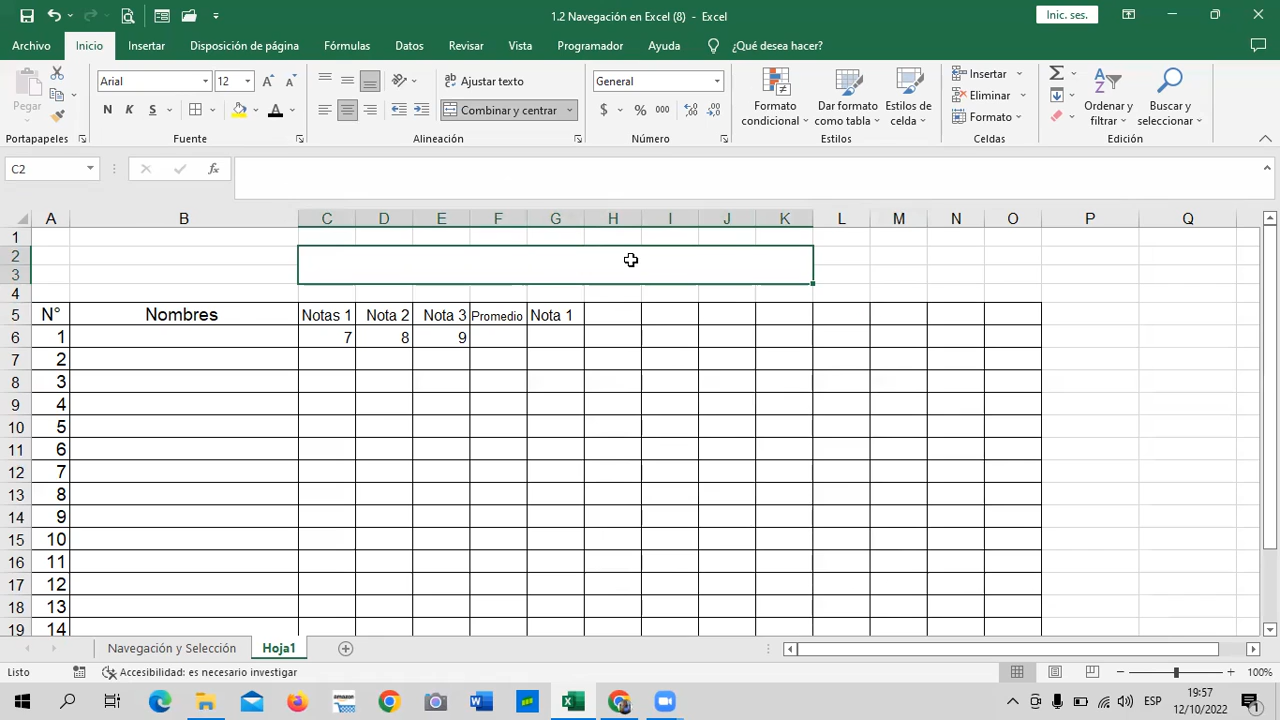 1.2 Navegación en Excel (8) - Excel
Inic. ses.
Archivo Inicio Insertar Disposición de página Fórmulas Datos Revisar Vista Programador Ayuda ¿Qué desea hacer?
Pegar
Arial 12
Ajustar texto
General
N K S
Combinar y centrar
$ % 000
Formato condicional
Dar formato como tabla
Estilos de celda
Insertar
Eliminar
Formato
Ordenar y filtrar
Buscar y seleccionar
Portapapeles Fuente Alineación Número Estilos Celdas Edición
C2 fx
A B C D E F G H I J K L M N O P Q
1
2
3
4
5 N° Nombres Notas 1 Nota 2 Nota 3 Promedio Nota 1
6 1 7 8 9
7 2
8 3
9 4
10 5
11 6
12 7
13 8
14 9
15 10
16 11
17 12
18 13
19 14
Navegación y Selección Hoja1
Listo Accesibilidad: es necesario investigar 100%
ESP 19:57
12/10/2022